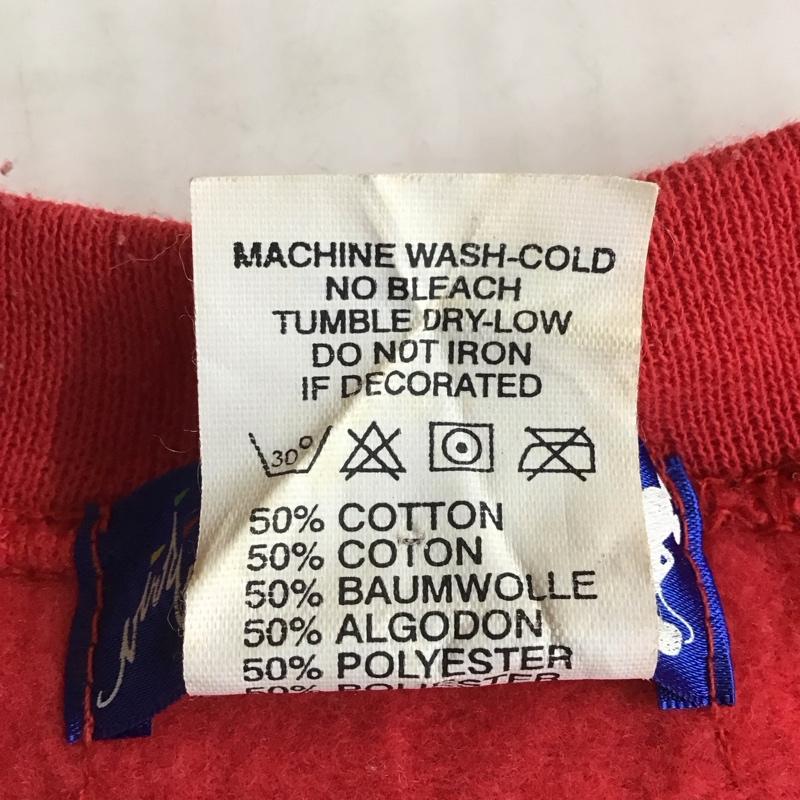 MACHINE WASH-COLD
NO BLEACH
TUMBLE DRY-LOW
DO NOT IRON
IF DECORATED
30°
50% COTTON
50% COTON
50% BAUMWOLLE
50% ALGODON
50% POLYESTER